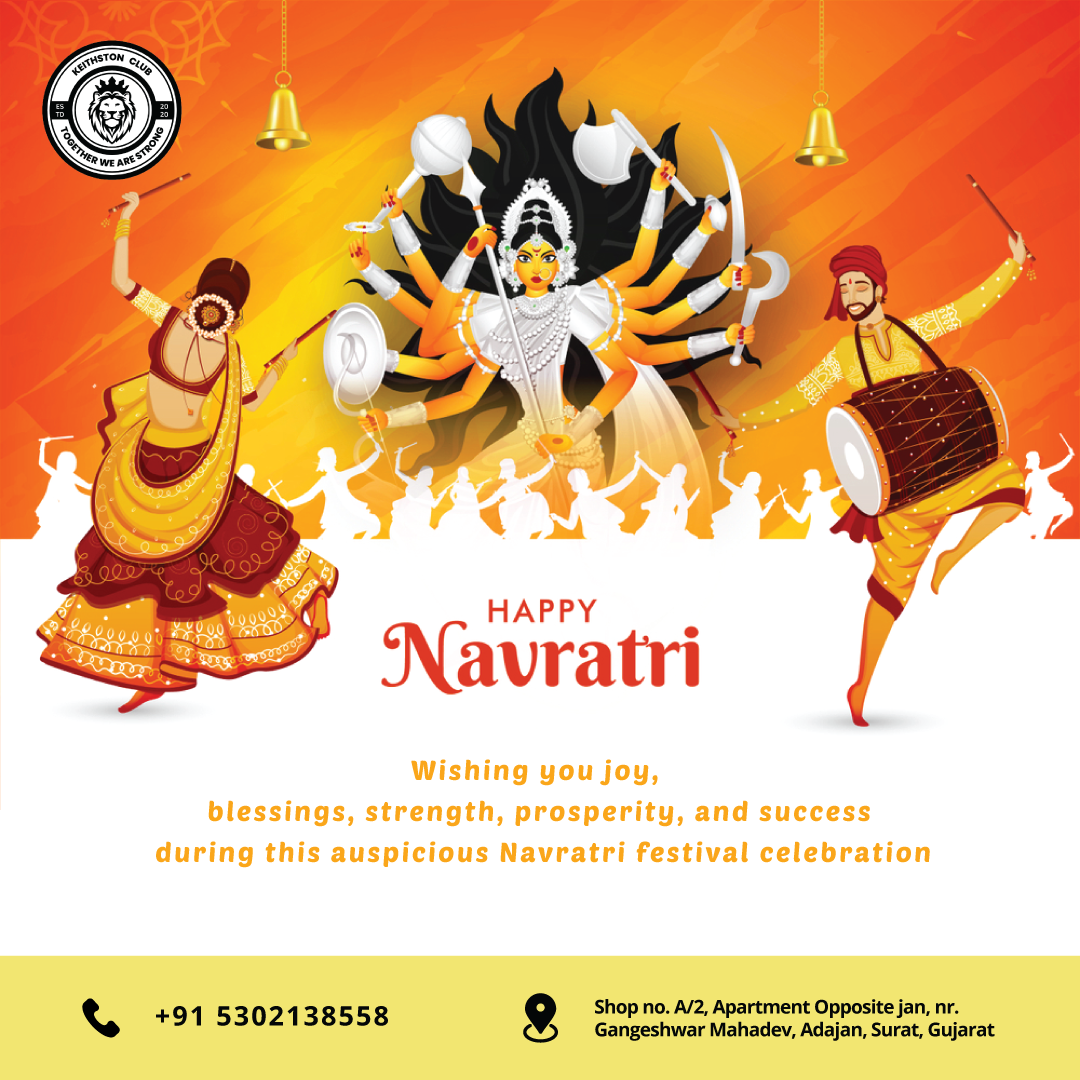 KEITHSTON CLUB
ES
TD
20
20
TOGETHER WE ARE STRONG
HAPPY
Navratri
Wishing you joy,
blessings, strength, prosperity, and success
during this auspicious Navratri festival celebration
+91 5302138558
Shop no. A/2, Apartment Opposite jan, nr.
Gangeshwar Mahadev, Adajan, Surat, Gujarat